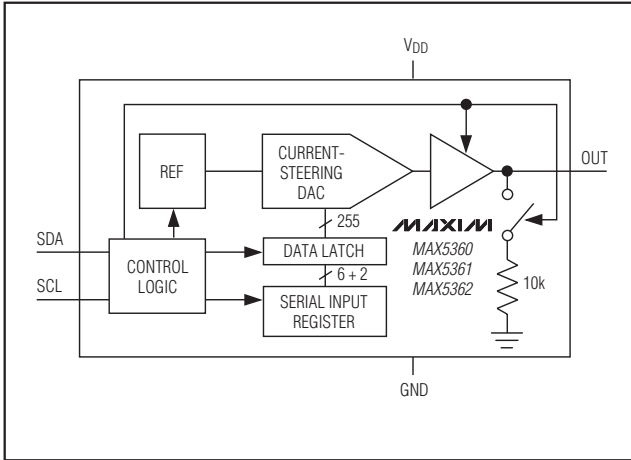 VDD
REF
CURRENT-
STEERING
DAC
OUT
255
MAXIM
MAX5360
MAX5361
MAX5362
SDA
SCL
CONTROL
LOGIC
DATA LATCH
6 + 2
SERIAL INPUT
REGISTER
10k
GND